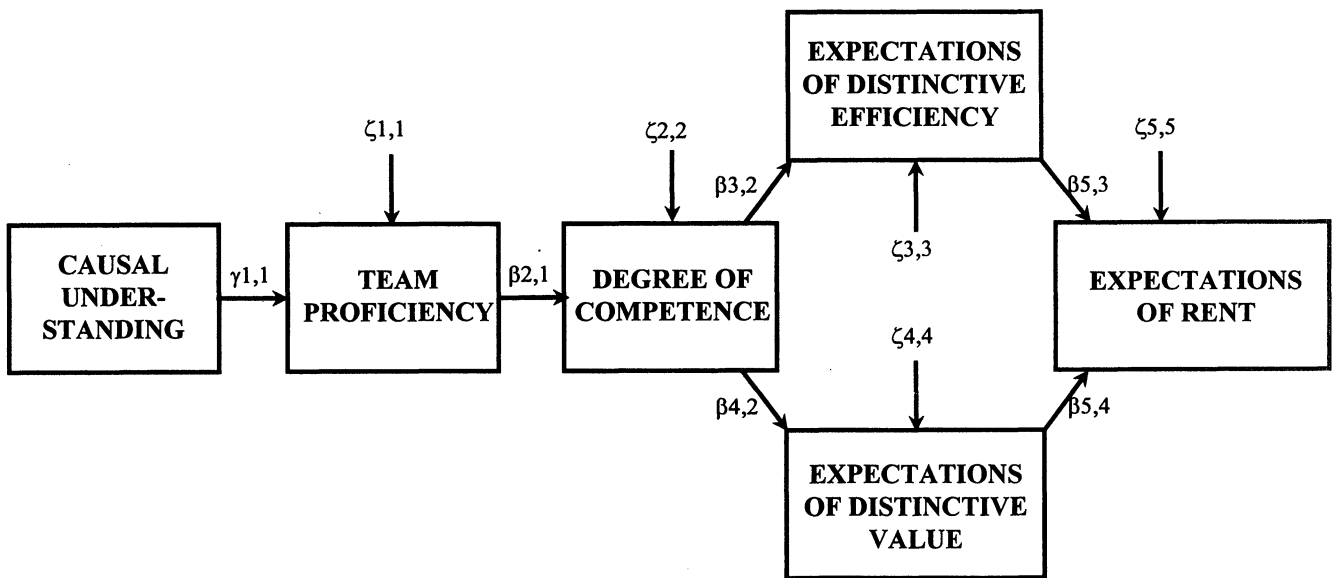 EXPECTATIONS
OF DISTINCTIVE
EFFICIENCY
ζ1,1
ζ2,2
ζ5,5
β3,2
β5,3
CAUSAL
UNDER-
STANDING
γ1,1
TEAM
PROFICIENCY
β2,1
DEGREE OF
COMPETENCE
ζ3,3
EXPECTATIONS
OF RENT
ζ4,4
β4,2
β5,4
EXPECTATIONS
OF DISTINCTIVE
VALUE